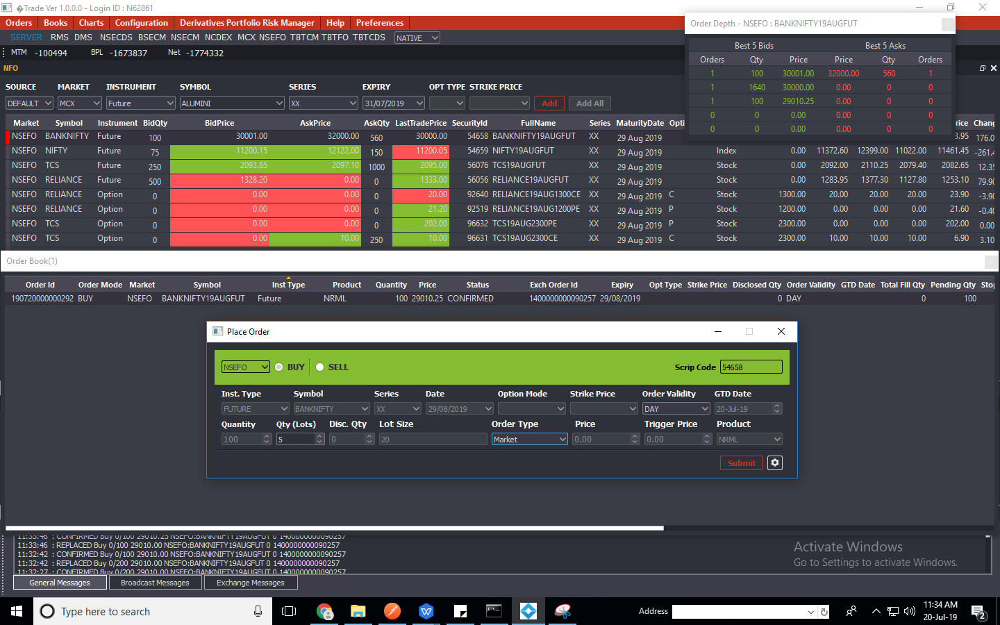 �Trade Ver 1.0.0.0 - Login ID : N62861
Orders Books Charts Configuration Derivatives Portfolio Risk Manager Help Preferences
SERVER RMS DMS NSECDS BSECM NSECM NCDEX MCX NSEFO TBTCM TBTFO TBTCDS NATIVE
MTM -100494 BPL -1673837 Net -1774332
NFO
Order Depth - NSEFO : BANKNIFTY19AUGFUT
Best 5 Bids Best 5 Asks
Orders Qty Price Price Qty Orders
1 100 30001.00 32000.00 560 1
1 1640 30000.00 0.00 0 0
1 100 29010.25 0.00 0 0
0 0 0.00 0.00 0 0
0 0 0.00 0.00 0 0
SOURCE MARKET INSTRUMENT SYMBOL SERIES EXPIRY OPT TYPE STRIKE PRICE
DEFAULT MCX Future ALUMINI XX 31/07/2019 Add Add All
Market Symbol Instrument BidQty BidPrice AskPrice AskQty LastTradePrice SecurityId FullName Series MaturityDate Opti rice Chang
NSEFO BANKNIFTY Future 100 30001.00 32000.00 560 30000.00 54658 BANKNIFTY19AUGFUT XX 29 Aug 2019 3.95 176.0
NSEFO NIFTY Future 75 11200.15 12122.00 150 11200.05 54659 NIFTY19AUGFUT XX 29 Aug 2019 Index 0.00 11372.60 12399.00 11022.00 11461.45 -261.4
NSEFO TCS Future 250 2093.85 2097.10 1000 2095.00 56076 TCS19AUGFUT XX 29 Aug 2019 Stock 0.00 2092.00 2110.25 2079.40 2082.65 12.35
NSEFO RELIANCE Future 500 1328.20 0.00 0 1333.00 56056 RELIANCE19AUGFUT XX 29 Aug 2019 Stock 0.00 1283.95 1377.30 1127.80 1253.10 79.90
NSEFO RELIANCE Option 0 0.00 0.00 0 20.00 92640 RELIANCE19AUG1300CE XX 29 Aug 2019 C Stock 1300.00 20.00 20.00 20.00 23.90 -3.90
NSEFO RELIANCE Option 0 0.00 0.00 0 21.20 92519 RELIANCE19AUG1200PE XX 29 Aug 2019 P Stock 1200.00 0.00 0.00 0.00 21.60 -0.40
NSEFO TCS Option 0 0.00 0.00 0 202.00 96632 TCS19AUG2300PE XX 29 Aug 2019 P Stock 2300.00 0.00 0.00 0.00 202.00 0.00
NSEFO TCS Option 0 0.00 10.00 250 10.00 96631 TCS19AUG2300CE XX 29 Aug 2019 C Stock 2300.00 10.00 10.00 10.00 6.90 3.10
Order Book(1)
Order Id Order Mode Market Symbol Inst Type Product Quantity Price Status Exch Order Id Expiry Opt Type Strike Price Disclosed Qty Order Validity GTD Date Total Fill Qty Pending Qty Stop
190720000000292 BUY NSEFO BANKNIFTY19AUGFUT Future NRML 100 29010.25 CONFIRMED 1400000000090257 29/08/2019 0 DAY 0 100
Place Order
NSEFO BUY SELL Scrip Code 54658
Inst. Type Symbol Series Date Option Mode Strike Price Order Validity GTD Date
FUTURE BANKNIFTY XX 29/08/2019 DAY 20-Jul-19
Quantity Qty (Lots) Disc. Qty Lot Size Order Type Price Trigger Price Product
100 5 0 20 Market 0.00 0.00 NRML
Submit
11:33:46 : CONFIRMED Buy 0/100 29010.25 NSEFO:BANKNIFTY19AUGFUT 0 1400000000090257
11:33:46 : REPLACED Buy 0/100 29010.00 NSEFO:BANKNIFTY19AUGFUT 0 1400000000090257
11:32:42 : CONFIRMED Buy 0/100 29010.00 NSEFO:BANKNIFTY19AUGFUT 0 1400000000090257
11:32:42 : REPLACED Buy 0/200 29010.00 NSEFO:BANKNIFTY19AUGFUT 0 1400000000090257
11:32:27 : CONFIRMED Buy 0/200 29010.00 NSEFO:BANKNIFTY19AUGFUT 0 1400000000090257
Activate Windows
Go to Settings to activate Windows.
General Messages Broadcast Messages Exchange Messages
Type here to search
Address
11:34 AM
20-Jul-19
2